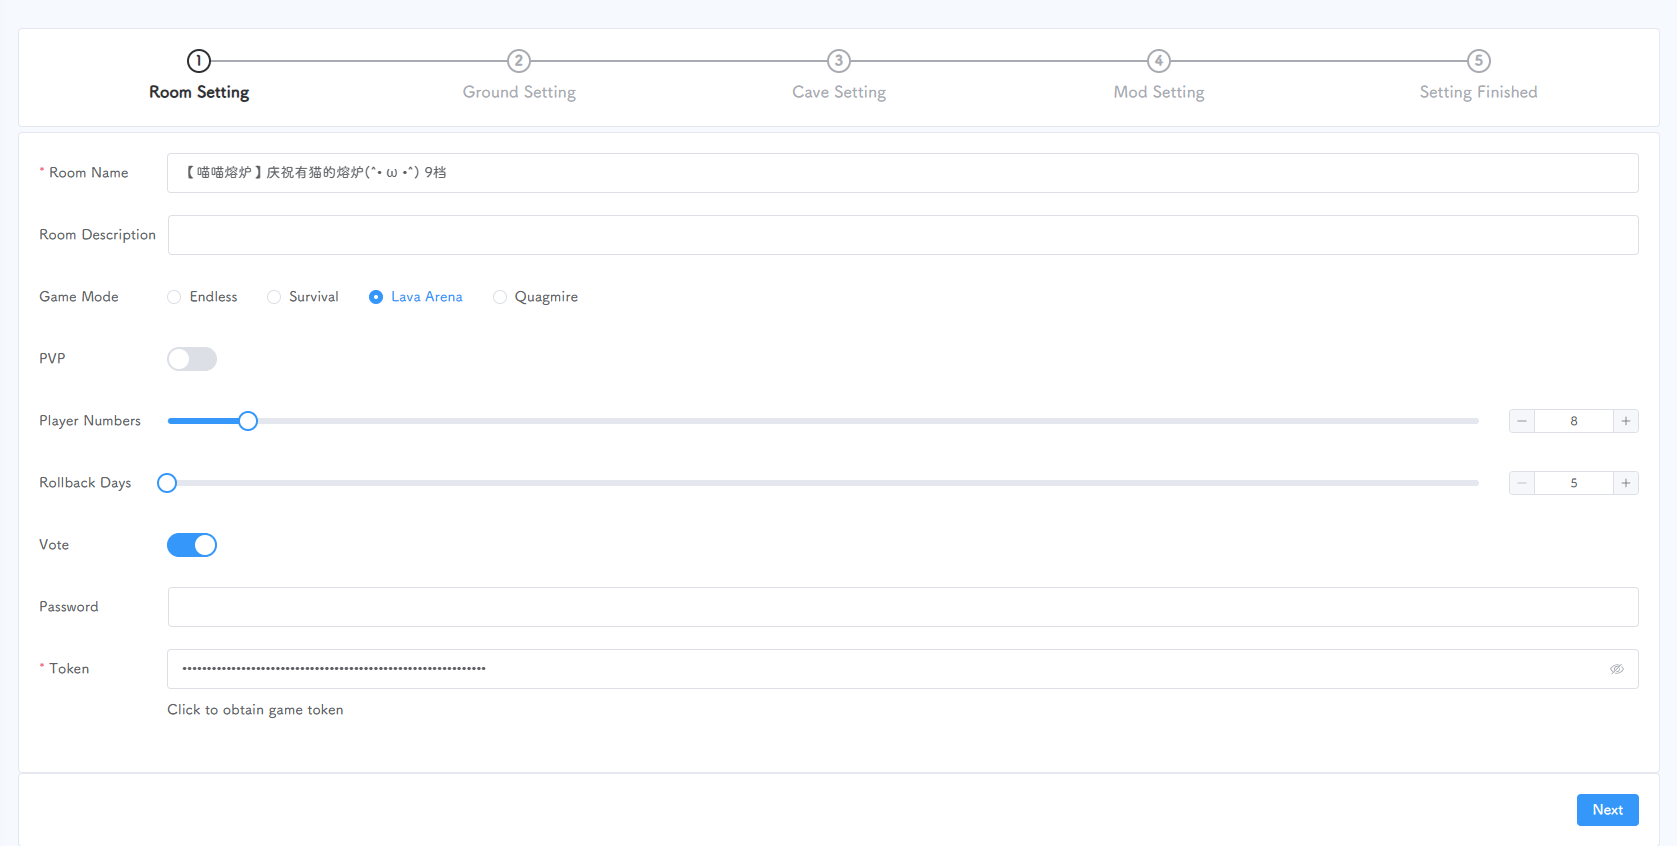 1 2 3 4 5
Room Setting Ground Setting Cave Setting Mod Setting Setting Finished
* Room Name 【喵喵熔炉】庆祝有猫的熔炉(^• ω •^) 9档
Room Description
Game Mode Endless Survival Lava Arena Quagmire
PVP
Player Numbers 8
Rollback Days 5
Vote
Password
* Token
Click to obtain game token
Next